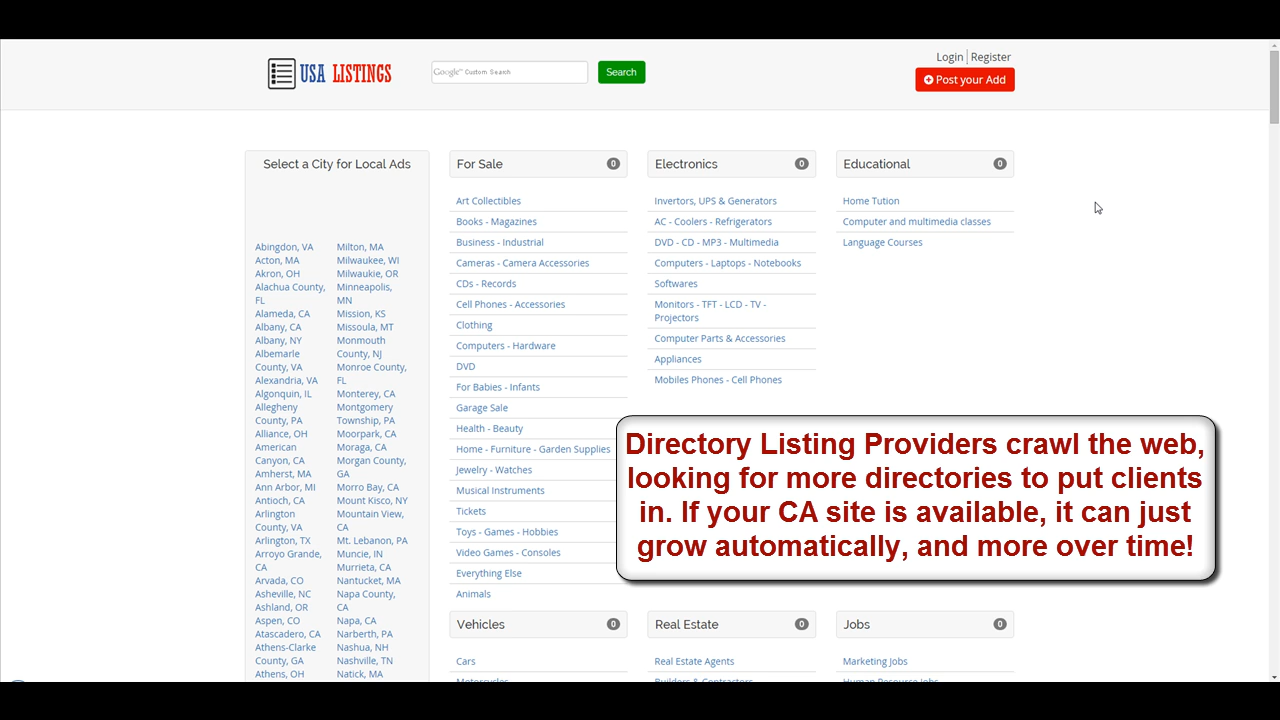 USA LISTINGS
Google™ Custom Search
Search
Login
Register
Post your Add
Select a City for Local Ads
Abingdon, VA
Acton, MA
Akron, OH
Alachua County,
FL
Alameda, CA
Albany, CA
Albany, NY
Albemarle
County, VA
Alexandria, VA
Algonquin, IL
Allegheny
County, PA
Alliance, OH
American
Canyon, CA
Amherst, MA
Ann Arbor, MI
Antioch, CA
Arlington
County, VA
Arlington, TX
Arroyo Grande,
CA
Arvada, CO
Asheville, NC
Ashland, OR
Aspen, CO
Atascadero, CA
Athens-Clarke
County, GA
Athens, OH
Milton, MA
Milwaukee, WI
Milwaukie, OR
Minneapolis,
MN
Mission, KS
Missoula, MT
Monmouth
County, NJ
Monroe County,
FL
Monterey, CA
Montgomery
Township, PA
Moorpark, CA
Moraga, CA
Morgan County,
GA
Morro Bay, CA
Mount Kisco, NY
Mountain View,
CA
Mt. Lebanon, PA
Muncie, IN
Murrieta, CA
Nantucket, MA
Napa County,
CA
Napa, CA
Narberth, PA
Nashua, NH
Nashville, TN
Natick, MA
For Sale 0
Art Collectibles
Books - Magazines
Business - Industrial
Cameras - Camera Accessories
CDs - Records
Cell Phones - Accessories
Clothing
Computers - Hardware
DVD
For Babies - Infants
Garage Sale
Health - Beauty
Home - Furniture - Garden Supplies
Jewelry - Watches
Musical Instruments
Tickets
Toys - Games - Hobbies
Video Games - Consoles
Everything Else
Animals
Electronics 0
Invertors, UPS & Generators
AC - Coolers - Refrigerators
DVD - CD - MP3 - Multimedia
Computers - Laptops - Notebooks
Softwares
Monitors - TFT - LCD - TV -
Projectors
Computer Parts & Accessories
Appliances
Mobiles Phones - Cell Phones
Educational 0
Home Tution
Computer and multimedia classes
Language Courses
Directory Listing Providers crawl the web,
looking for more directories to put clients
in. If your CA site is available, it can just
grow automatically, and more over time!
Vehicles 0
Cars
Motorcycles
Real Estate 0
Real Estate Agents
Builders & Contractors
Jobs 0
Marketing Jobs
Human Resource Jobs